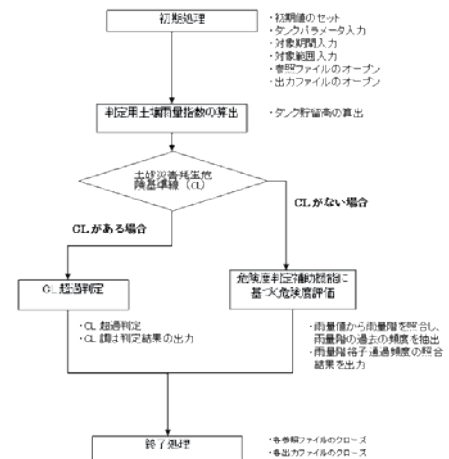 初期処理
・初期値のセット
・タンクパラメータ入力
・対象期間入力
・対象範囲入力
・参照ファイルのオープン
・出力ファイルのオープン
判定用土壌雨量指数の算出
・タンク貯留高の算出
土砂災害発生危
険基準線（CL）
CLがある場合
CLがない場合
CL超過判定
危険度判定補助機能に
基づく危険度評価
・CL 超過判定
・CL 超過判定結果の出力
・雨量値から雨量階を照合し、
雨量階の過去の頻度を抽出
・雨量階格子通過頻度の照合
結果を出力
終了処理
・各参照ファイルのクローズ
・各出力ファイルのクローズ